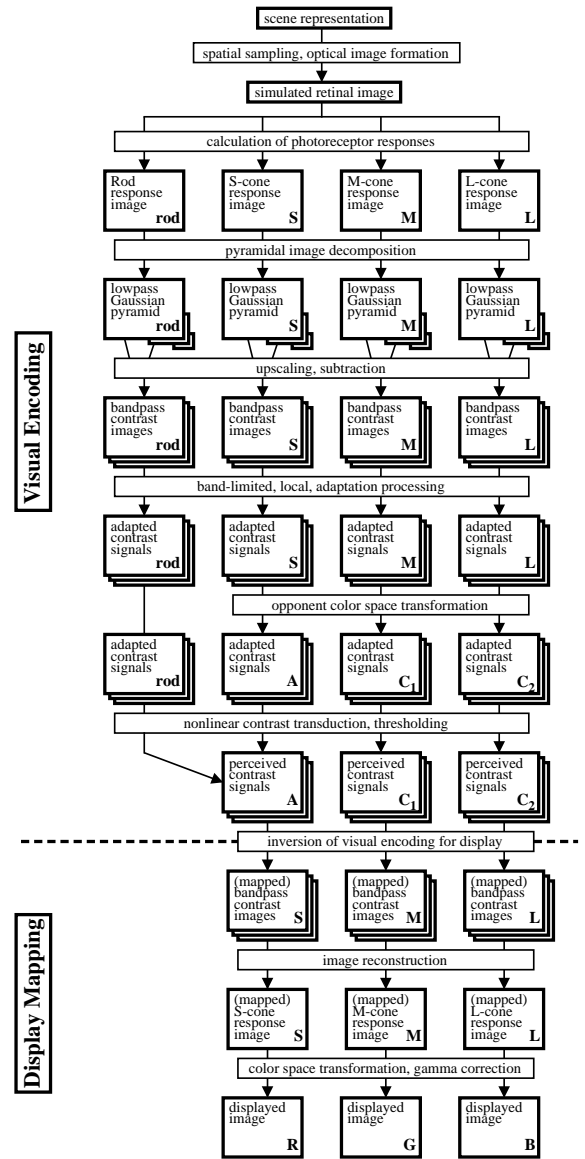 scene representation
spatial sampling, optical image formation
simulated retinal image
calculation of photoreceptor responses
Rod
response
image
rod
S-cone
response
image
S
M-cone
response
image
M
L-cone
response
image
L
pyramidal image decomposition
lowpass
Gaussian
pyramid
rod
lowpass
Gaussian
pyramid
S
lowpass
Gaussian
pyramid
M
lowpass
Gaussian
pyramid
L
upscaling, subtraction
Visual Encoding
bandpass
contrast
images
rod
bandpass
contrast
images
S
bandpass
contrast
images
M
bandpass
contrast
images
L
band-limited, local, adaptation processing
adapted
contrast
signals
rod
adapted
contrast
signals
S
adapted
contrast
signals
M
adapted
contrast
signals
L
opponent color space transformation
adapted
contrast
signals
rod
adapted
contrast
signals
A
adapted
contrast
signals
C1
adapted
contrast
signals
C2
nonlinear contrast transduction, thresholding
perceived
contrast
signals
A
perceived
contrast
signals
C1
perceived
contrast
signals
C2
inversion of visual encoding for display
Display Mapping
(mapped)
bandpass
contrast
images
S
(mapped)
bandpass
contrast
images
M
(mapped)
bandpass
contrast
images
L
image reconstruction
(mapped)
S-cone
response
image
S
(mapped)
M-cone
response
image
M
(mapped)
L-cone
response
image
L
color space transformation, gamma correction
displayed
image
R
displayed
image
G
displayed
image
B